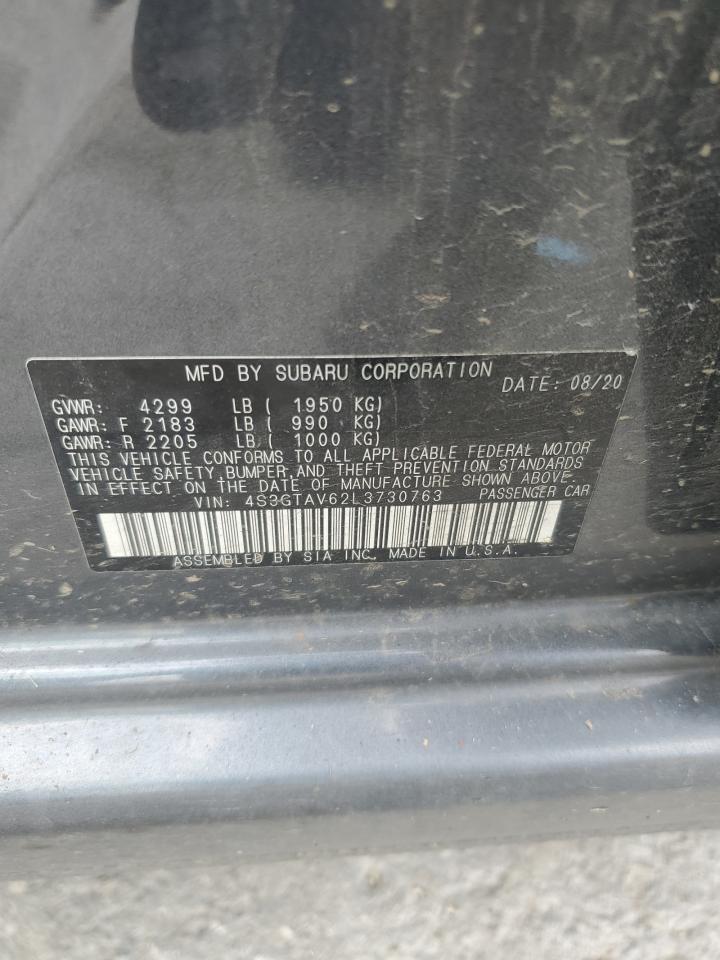 MFD BY SUBARU CORPORATION DATE: 08/20
GVWR: 4299 LB ( 1950 KG)
GAWR: F 2183 LB ( 990 KG)
GAWR: R 2205 LB ( 1000 KG)
THIS VEHICLE CONFORMS TO ALL APPLICABLE FEDERAL MOTOR
VEHICLE SAFETY, BUMPER, AND THEFT PREVENTION STANDARDS
IN EFFECT ON THE DATE OF MANUFACTURE SHOWN ABOVE.
VIN: 4S3GTAV62L3730763 PASSENGER CAR
ASSEMBLED BY SIA INC. MADE IN U.S.A.